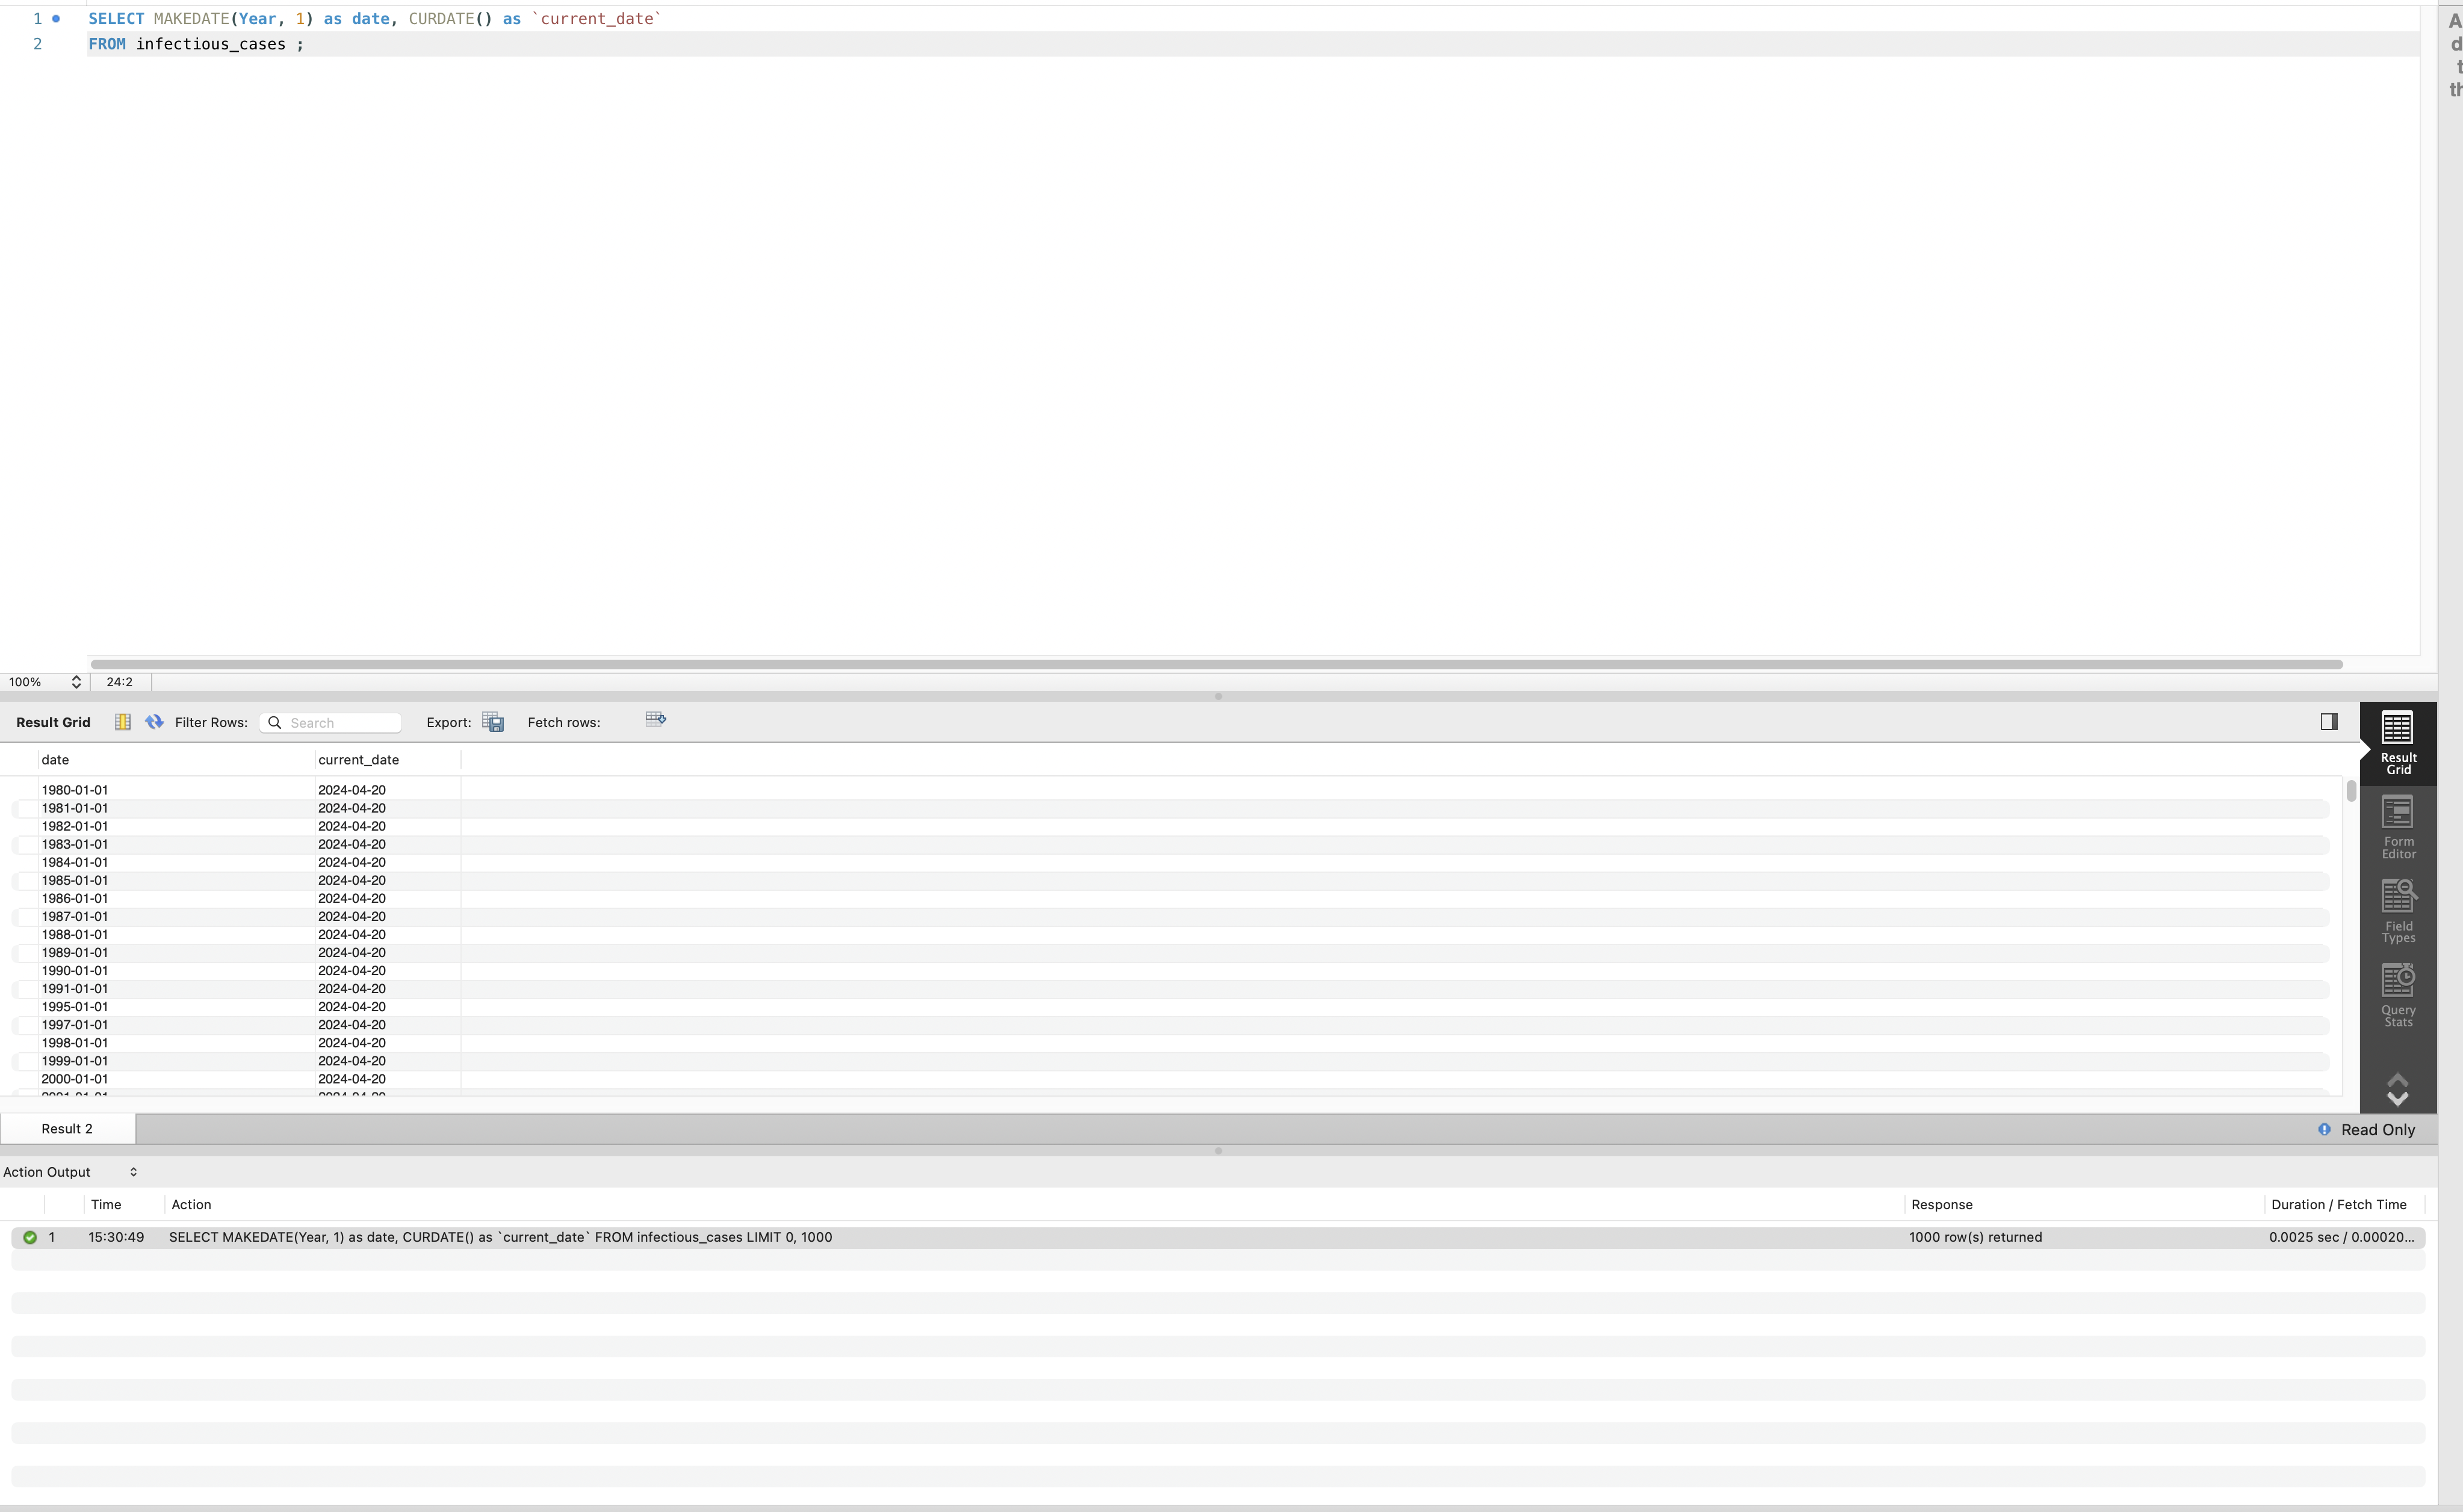 1 SELECT MAKEDATE(Year, 1) as date, CURDATE() as `current_date`
2 FROM infectious_cases ;
A
d
t
th
100% 24:2
Result Grid Filter Rows: Search Export: Fetch rows:
date current_date
1980-01-01 2024-04-20
1981-01-01 2024-04-20
1982-01-01 2024-04-20
1983-01-01 2024-04-20
1984-01-01 2024-04-20
1985-01-01 2024-04-20
1986-01-01 2024-04-20
1987-01-01 2024-04-20
1988-01-01 2024-04-20
1989-01-01 2024-04-20
1990-01-01 2024-04-20
1991-01-01 2024-04-20
1995-01-01 2024-04-20
1997-01-01 2024-04-20
1998-01-01 2024-04-20
1999-01-01 2024-04-20
2000-01-01 2024-04-20
2001-01-01 2024-04-20
Result
Grid
Form
Editor
Field
Types
Query
Stats
Result 2 Read Only
Action Output
Time Action Response Duration / Fetch Time
1 15:30:49 SELECT MAKEDATE(Year, 1) as date, CURDATE() as `current_date` FROM infectious_cases LIMIT 0, 1000 1000 row(s) returned 0.0025 sec / 0.00020...